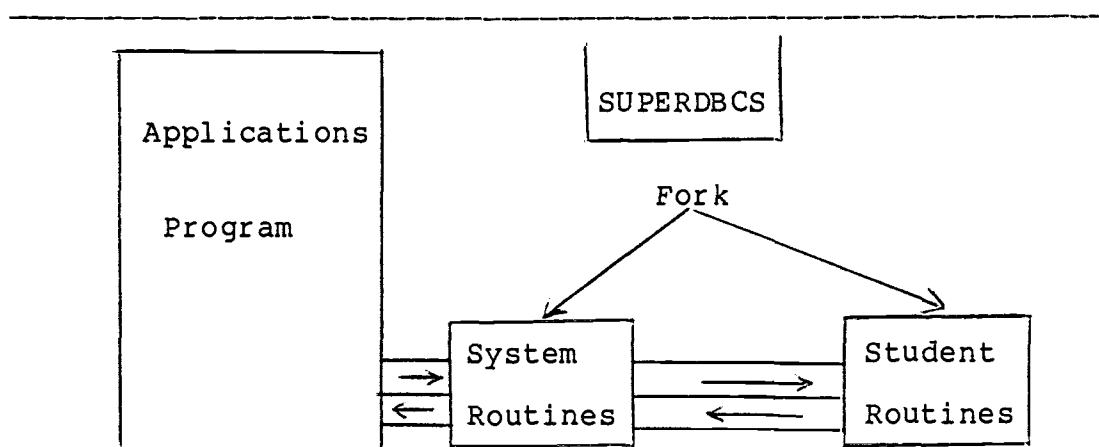 Applications
Program
SUPERDBCS
Fork
System
Routines
Student
Routines